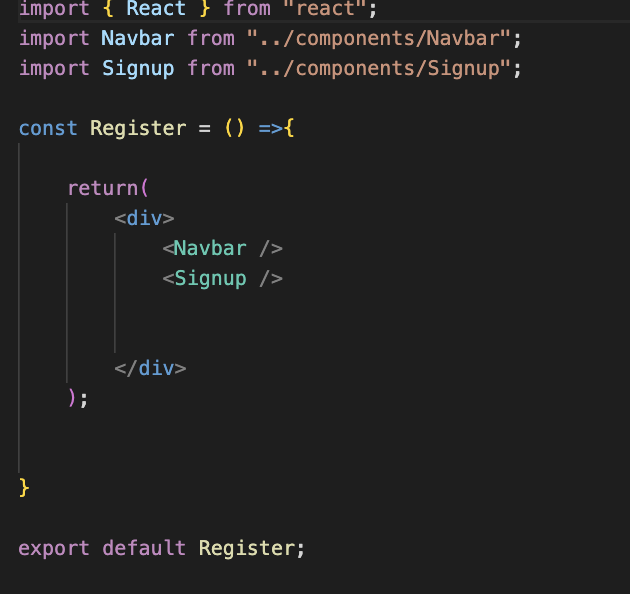 import { React } from "react";
import Navbar from "../components/Navbar";
import Signup from "../components/Signup";
const Register = () =>{
return(
<div>
<Navbar />
<Signup />
</div>
);
}
export default Register;